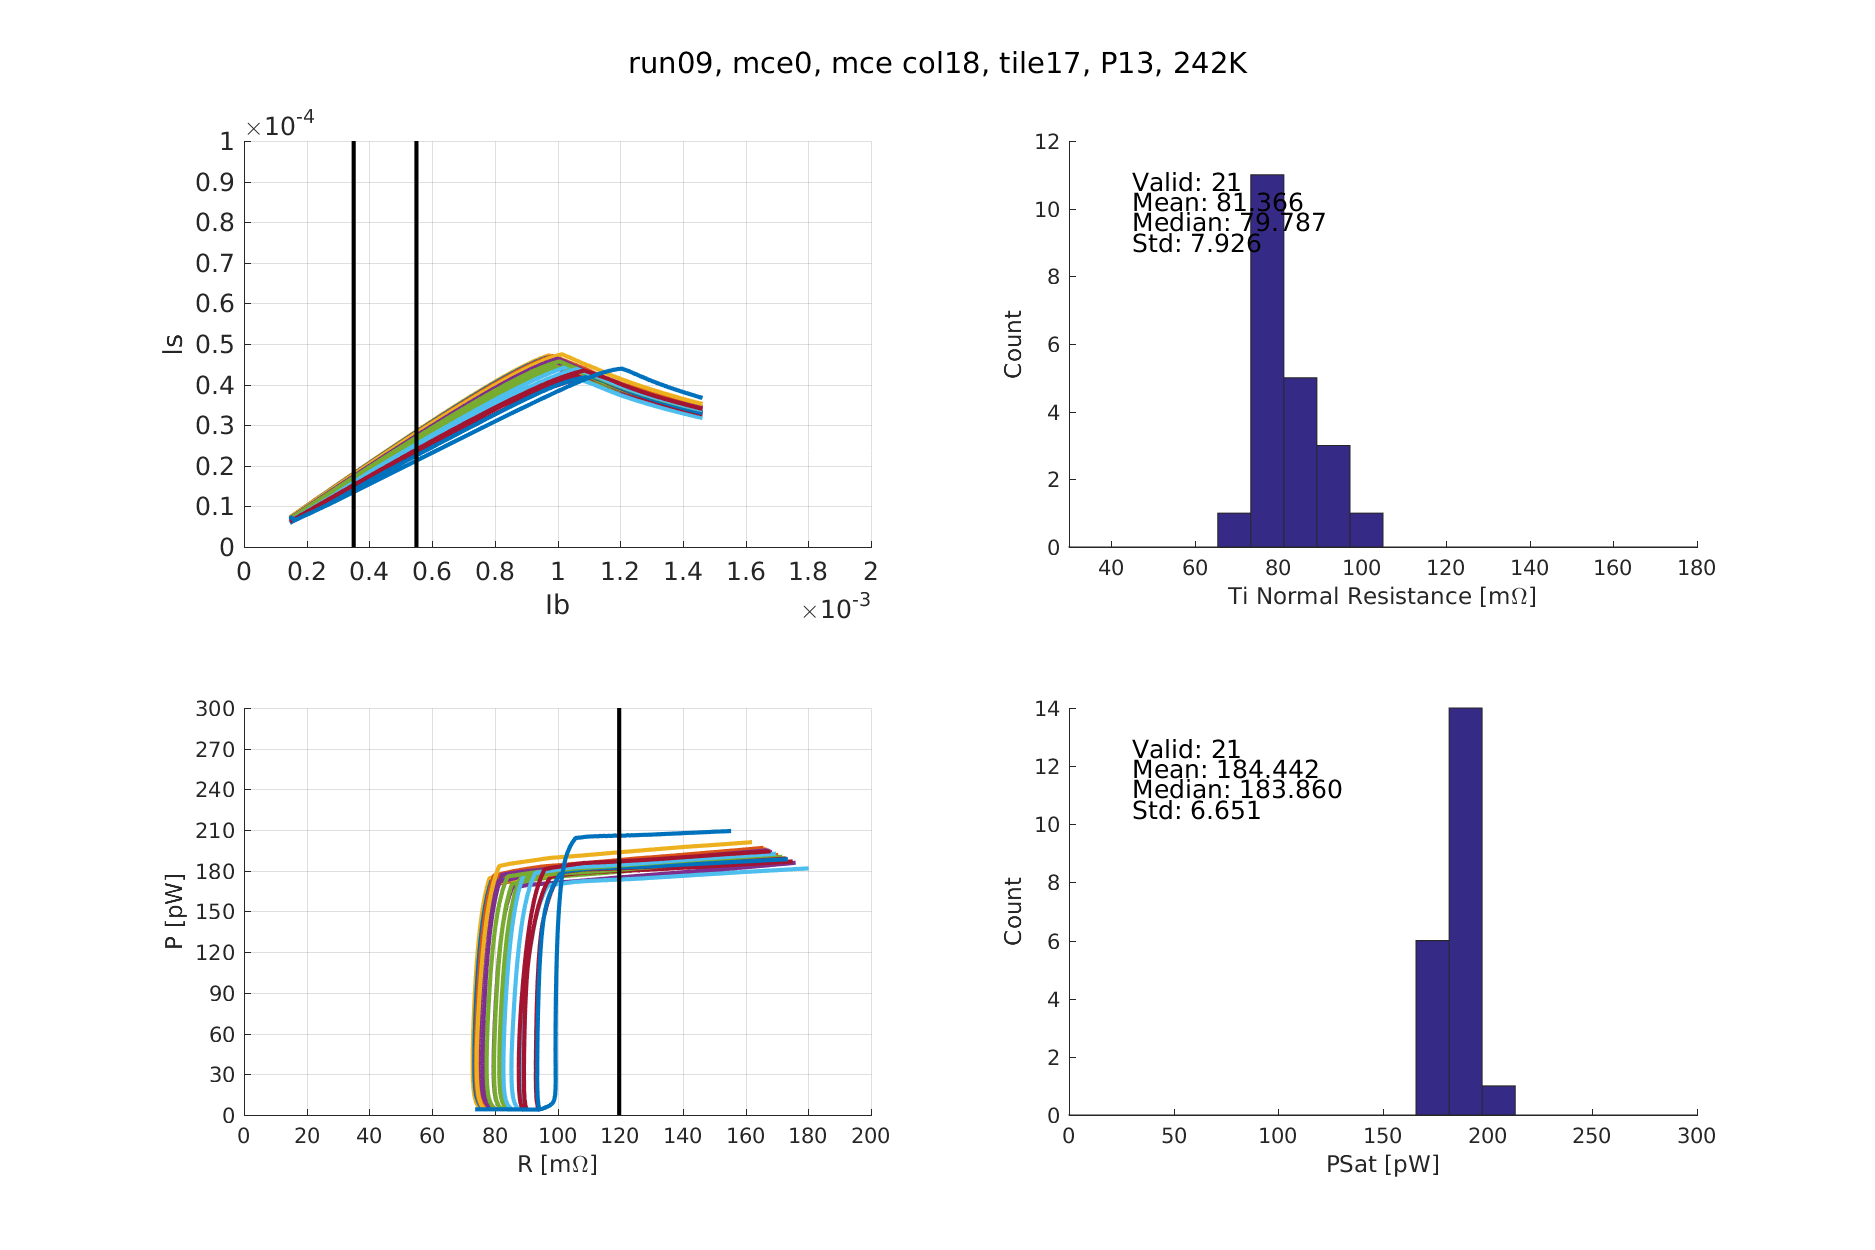 run09, mce0, mce col18, tile17, P13, 242K
×10-4
1
0.9
0.8
0.7
0.6
0.5
0.4
0.3
0.2
0.1
0
Is
0 0.2 0.4 0.6 0.8 1 1.2 1.4 1.6 1.8 2
Ib
×10-3
12
10
8
6
4
2
0
Count
Valid: 21
Mean: 81.366
Median: 79.787
Std: 7.926
40 60 80 100 120 140 160 180
Ti Normal Resistance [mΩ]
300
270
240
210
180
150
120
90
60
30
0
P [pW]
0 20 40 60 80 100 120 140 160 180 200
R [mΩ]
14
12
10
8
6
4
2
0
Count
Valid: 21
Mean: 184.442
Median: 183.860
Std: 6.651
0 50 100 150 200 250 300
PSat [pW]